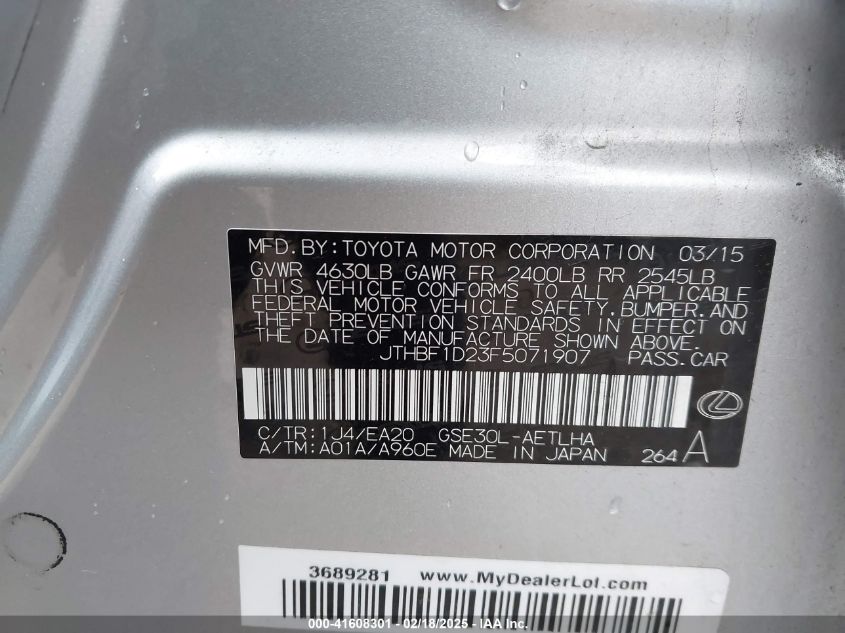 MFD. BY: TOYOTA MOTOR CORPORATION 03/15
GVWR 4630LB GAWR FR 2400LB RR 2545LB
THIS VEHICLE CONFORMS TO ALL APPLICABLE
FEDERAL MOTOR VEHICLE SAFETY, BUMPER, AND
THEFT PREVENTION STANDARDS IN EFFECT ON
THE DATE OF MANUFACTURE SHOWN ABOVE.
JTHBF1D23F5071907 PASS.CAR
C/TR:1J4/EA20 GSE30L-AETLHA
A/TM:A01A/A960E MADE IN JAPAN 264 A
3689281 www.MyDealerLot.com
000-41608301 - 02/18/2025 - IAA Inc.